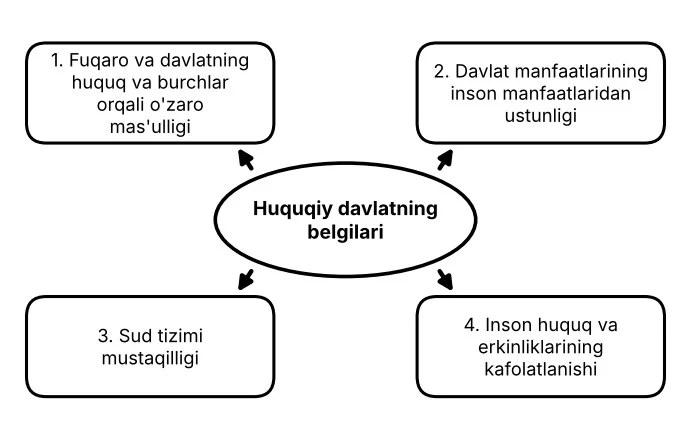 1. Fuqaro va davlatning
huquq va burchlar
orqali o'zaro
mas'ulligi
2. Davlat manfaatlarining
inson manfaatlaridan
ustunligi
Huquqiy davlatning
belgilari
3. Sud tizimi
mustaqilligi
4. Inson huquq va
erkinliklarining
kafolatlanishi